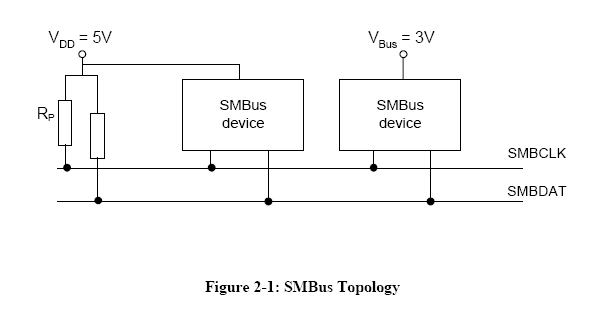 VDD = 5V
VBus = 3V
RP
SMBus
device
SMBus
device
SMBCLK
SMBDAT
Figure 2-1: SMBus Topology